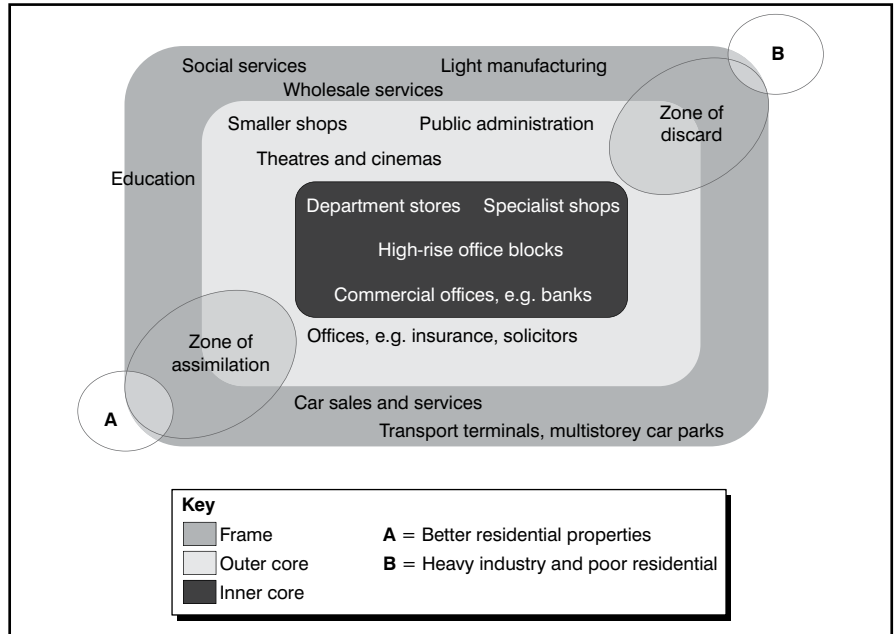 B
Social services
Light manufacturing
Wholesale services
Zone of
discard
Smaller shops
Public administration
Theatres and cinemas
Education
Department stores
Specialist shops
High-rise office blocks
Commercial offices, e.g. banks
Zone of
assimilation
Offices, e.g. insurance, solicitors
A
Car sales and services
Transport terminals, multistorey car parks
Key
Frame
Outer core
Inner core
A = Better residential properties
B = Heavy industry and poor residential